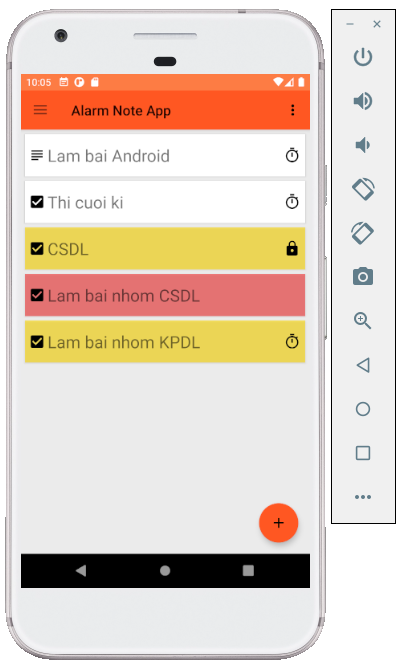 10:05
Alarm Note App
Lam bai Android
Thi cuoi ki
CSDL
Lam bai nhom CSDL
Lam bai nhom KPDL